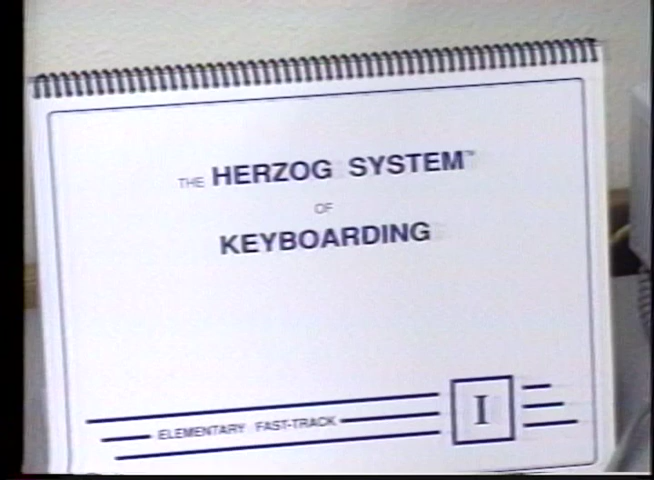 THE HERZOG SYSTEM™
OF
KEYBOARDING
ELEMENTARY FAST-TRACK
I